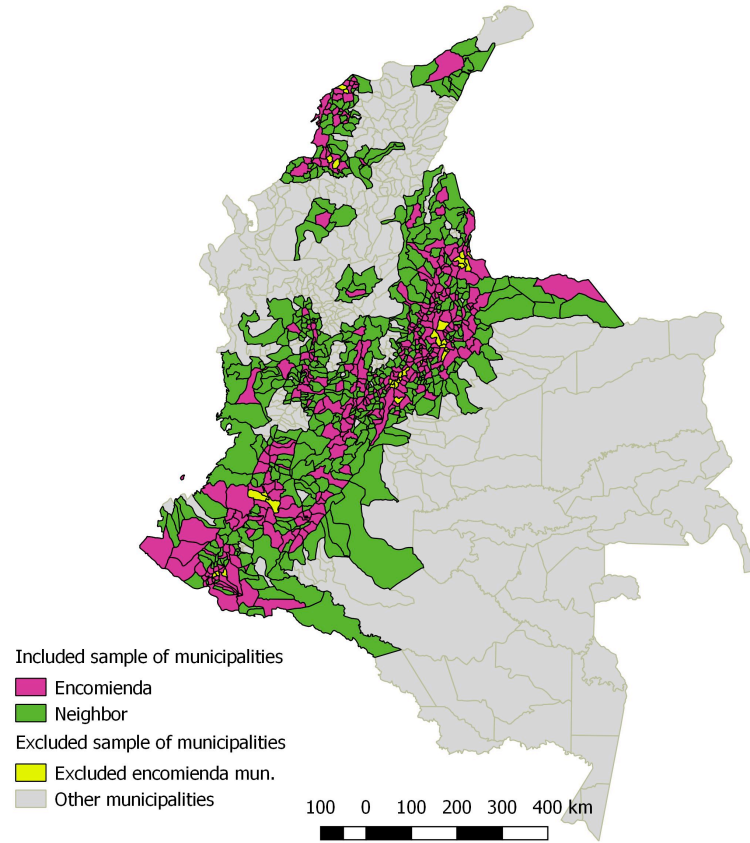 Included sample of municipalities
Encomienda
Neighbor
Excluded sample of municipalities
Excluded encomienda mun.
Other municipalities
100 0 100 200 300 400 km